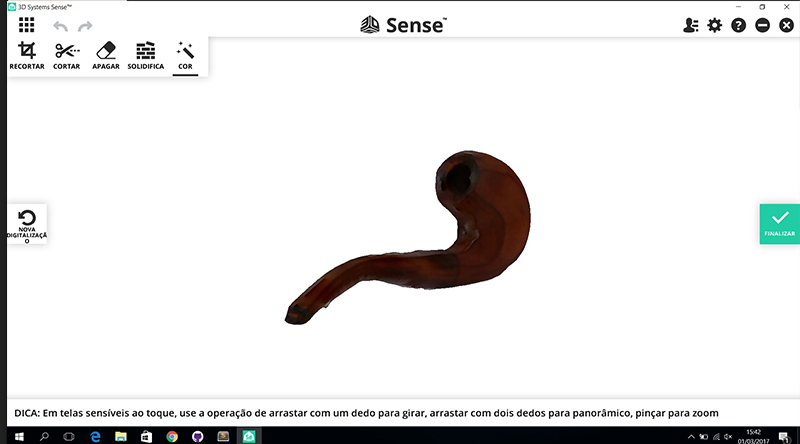 3D Systems Sense™
Sense™
RECORTAR
CORTAR
APAGAR
SOLIDIFICA
COR
NOVA
DIGITALIZAÇÃ
O
FINALIZAR
DICA: Em telas sensíveis ao toque, use a operação de arrastar com um dedo para girar, arrastar com dois dedos para panorâmico, pinçar para zoom
15:42
01/03/2017